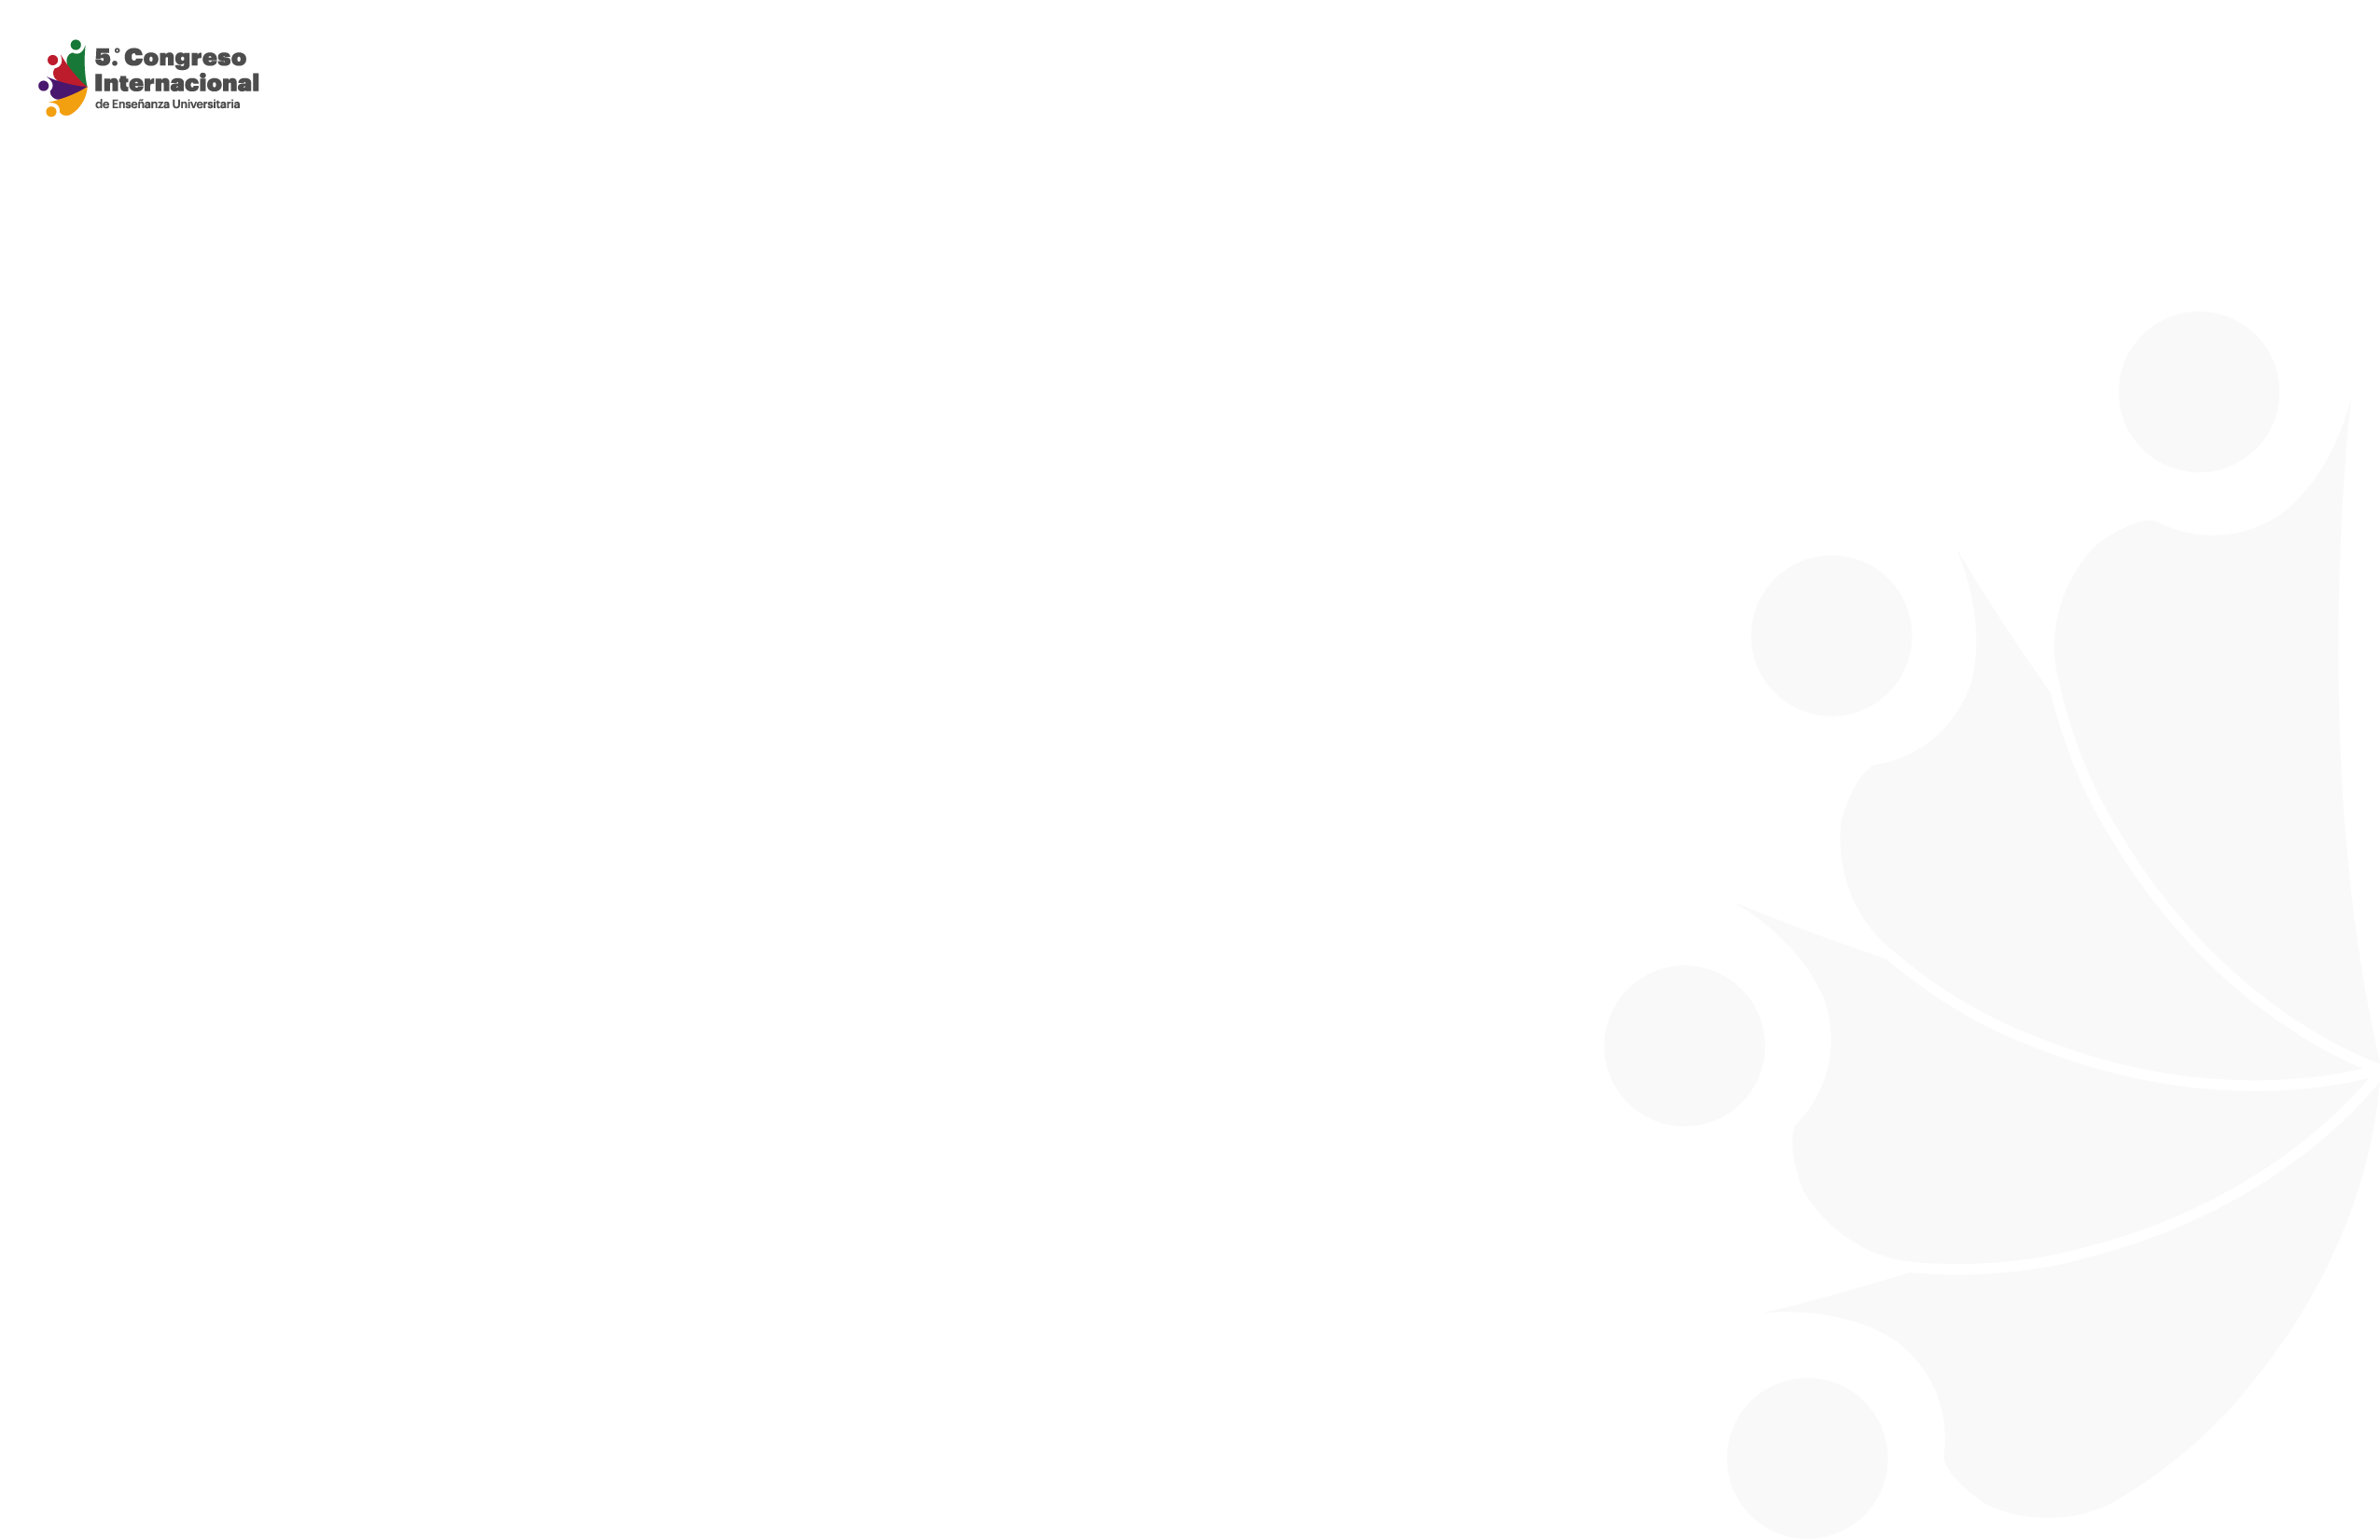 5.° Congreso
Internacional
de Enseñanza Universitaria